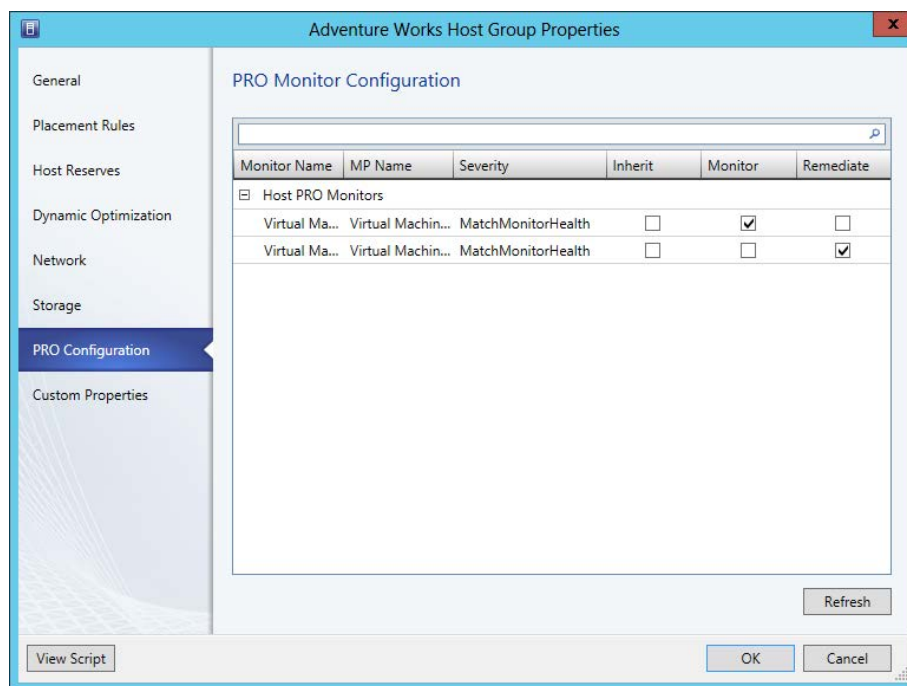 Adventure Works Host Group Properties
x
General
Placement Rules
Host Reserves
Dynamic Optimization
Network
Storage
PRO Configuration
Custom Properties
PRO Monitor Configuration
Monitor Name MP Name Severity Inherit Monitor Remediate
Host PRO Monitors
Virtual Ma... Virtual Machin... MatchMonitorHealth
Virtual Ma... Virtual Machin... MatchMonitorHealth
Refresh
View Script OK Cancel